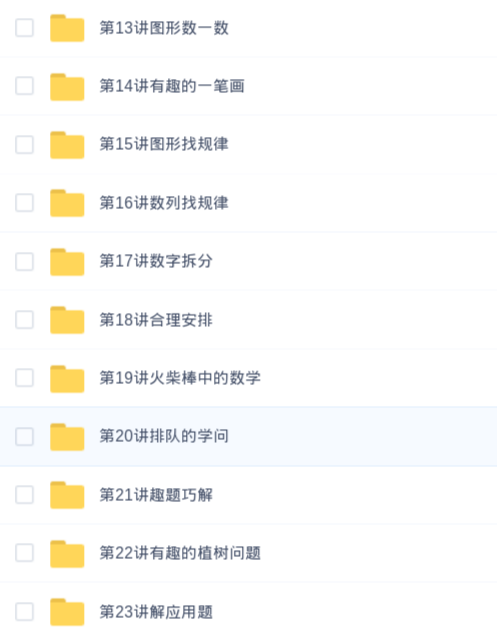 第13讲图形数一数
第14讲有趣的一笔画
第15讲图形找规律
第16讲数列找规律
第17讲数字拆分
第18讲合理安排
第19讲火柴棒中的数学
第20讲排队的学问
第21讲趣题巧解
第22讲有趣的植树问题
第23讲解应用题